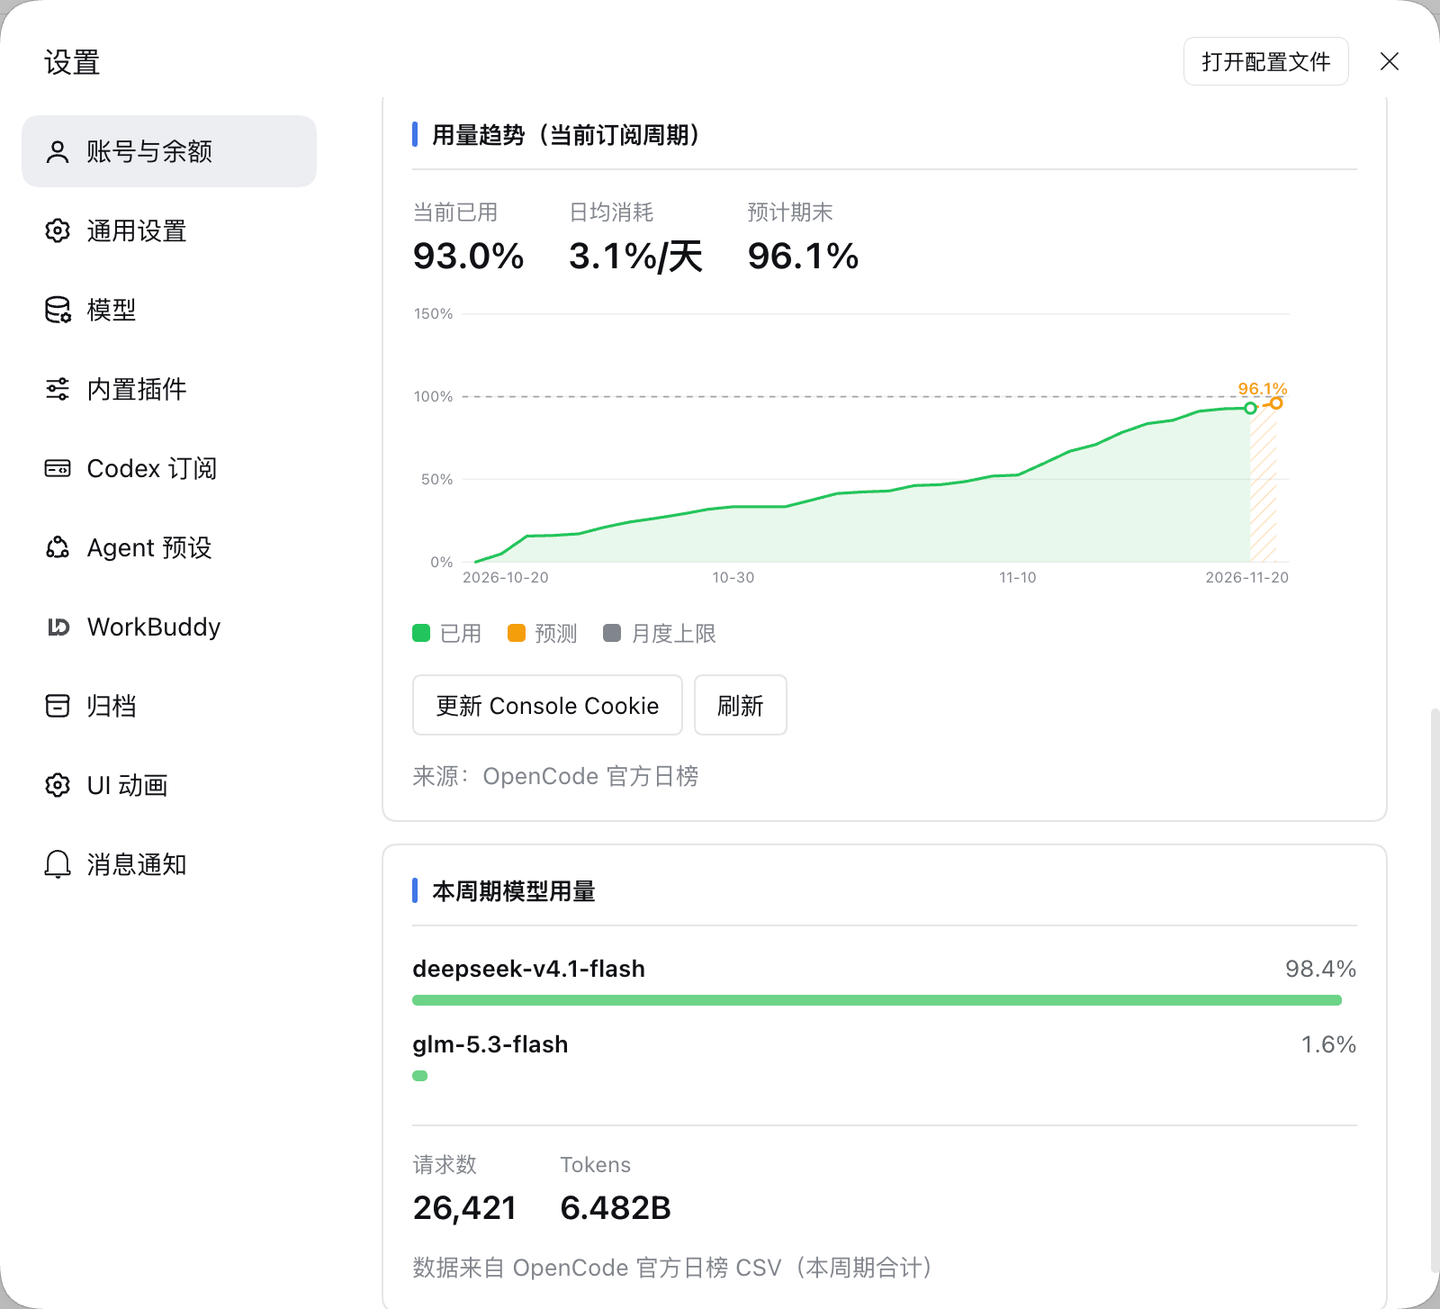 设置
打开配置文件
账号与余额
通用设置
模型
内置插件
Codex 订阅
Agent 预设
WorkBuddy
归档
UI 动画
消息通知
用量趋势（当前订阅周期）
当前已用 日均消耗 预计期末
93.0% 3.1%/天 96.1%
150%
100%
96.1%
50%
0%
2026-10-20 10-30 11-10 2026-11-20
已用 预测 月度上限
更新 Console Cookie 刷新
来源：OpenCode 官方日榜
本周期模型用量
deepseek-v4.1-flash 98.4%
glm-5.3-flash 1.6%
请求数 Tokens
26,421 6.482B
数据来自 OpenCode 官方日榜 CSV（本周期合计）